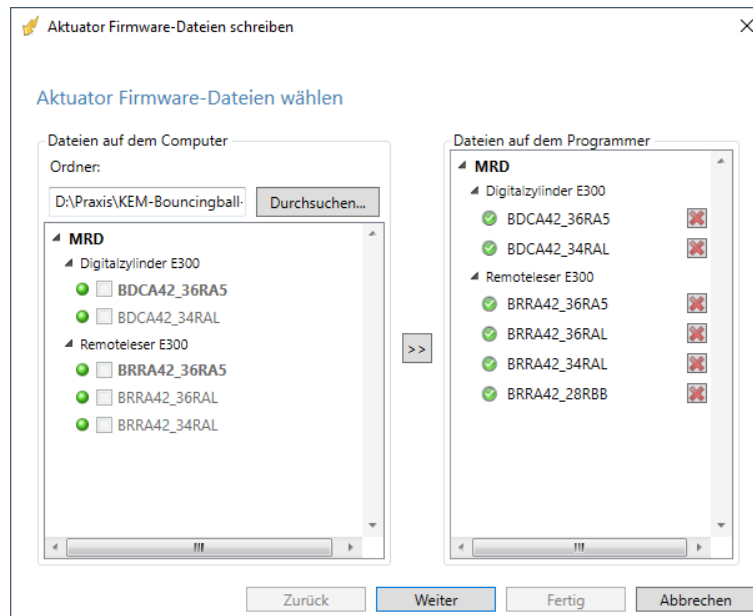 Aktuator Firmware-Dateien schreiben
Aktuator Firmware-Dateien wählen
Dateien auf dem Computer
Ordner:
D:\Praxis\KEM-Bouncingball- Durchsuchen...
MRD
Digitalzylinder E300
BDCA42_36RA5
BDCA42_34RAL
Remoteleser E300
BRRA42_36RA5
BRRA42_36RAL
BRRA42_34RAL
>>
Dateien auf dem Programmer
MRD
Digitalzylinder E300
BDCA42_36RA5
BDCA42_34RAL
Remoteleser E300
BRRA42_36RA5
BRRA42_36RAL
BRRA42_34RAL
BRRA42_28RBB
Zurück Weiter Fertig Abbrechen